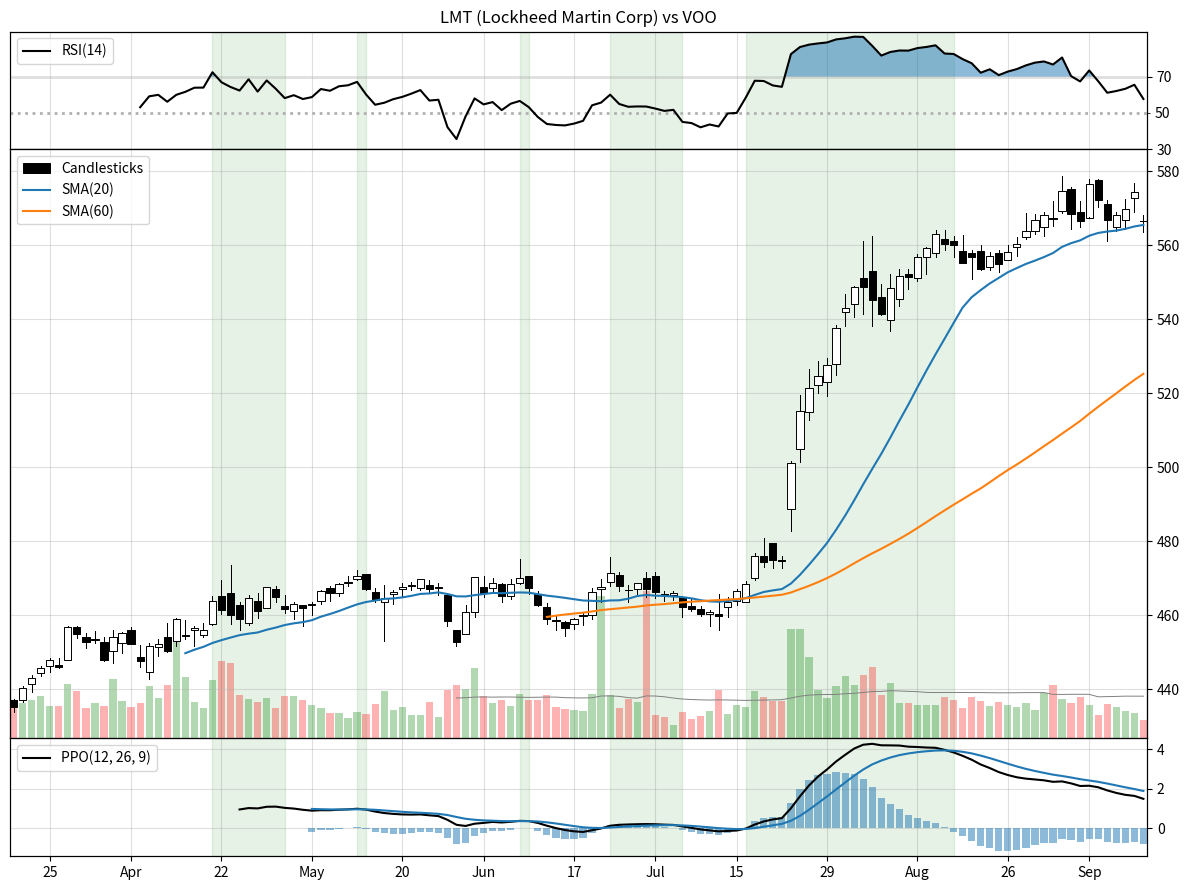 LMT (Lockheed Martin Corp) vs VOO
RSI(14)
70
50
30
Candlesticks
SMA(20)
SMA(60)
580
560
540
520
500
480
460
440
PPO(12, 26, 9)
4
2
0
25 Apr 22 May 20 Jun 17 Jul 15 29 Aug 26 Sep